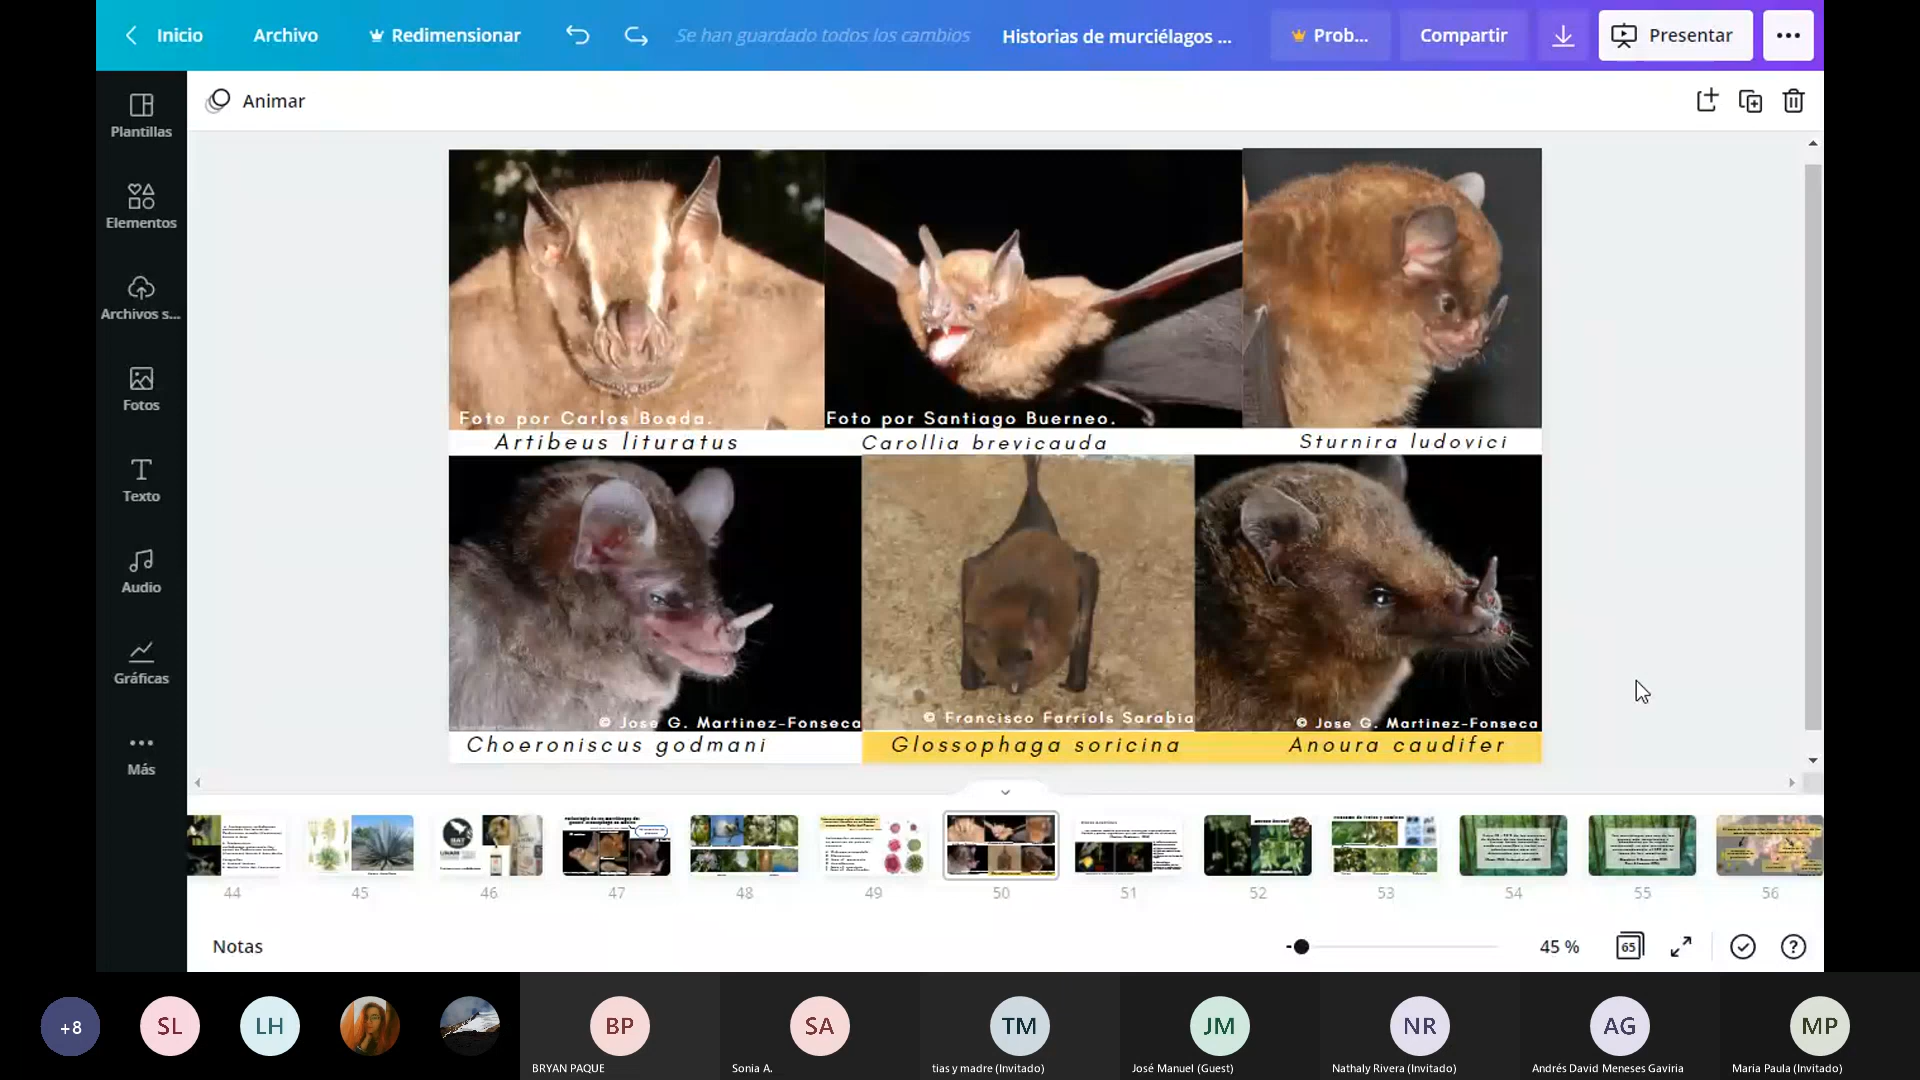 Inicio
Archivo
Redimensionar
Se han guardado todos los cambios
Historias de murciélagos ...
Prob...
Compartir
Presentar
Animar
Plantillas
Elementos
Archivos s...
Fotos
Texto
Audio
Gráficas
Más
Foto por Carlos Boada.
Foto por Santiago Buerneo.
Artibeus lituratus
Carollia brevicauda
Sturnira ludovici
© Jose G. Martinez-Fonseca
© Francisco Farriols Sarabia
© Jose G. Martinez-Fonseca
Choeroniscus godmani
Glossophaga soricina
Anoura caudifer
44
45
46
47
48
49
50
51
52
53
54
55
56
Notas
45 %
65
+8
SL
LH
BP
SA
TM
JM
NR
AG
MP
BRYAN PAQUE
Sonia A.
tias y madre (Invitado)
José Manuel (Guest)
Nathaly Rivera (Invitado)
Andrés David Meneses Gaviria
Maria Paula (Invitado)